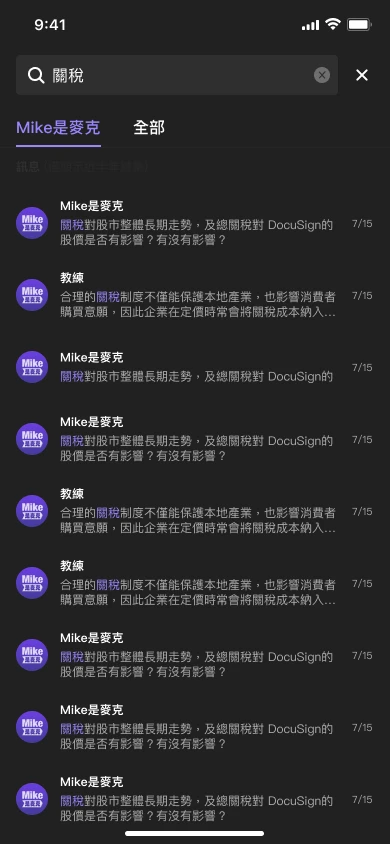 9:41
關稅
Mike是麥克
全部
訊息
Mike是麥克
關稅對股市整體長期走勢，及總關稅對 DocuSign的
股價是否有影響？有沒有影響？
7/15
教練
合理的關稅制度不僅能保護本地產業，也影響消費者
購買意願，因此企業在定價時常會將關稅成本納入...
7/15
Mike是麥克
關稅對股市整體長期走勢，及總關稅對 DocuSign的
7/15
Mike是麥克
關稅對股市整體長期走勢，及總關稅對 DocuSign的
股價是否有影響？有沒有影響？
7/15
教練
合理的關稅制度不僅能保護本地產業，也影響消費者
購買意願，因此企業在定價時常會將關稅成本納入...
7/15
教練
合理的關稅制度不僅能保護本地產業，也影響消費者
購買意願，因此企業在定價時常會將關稅成本納入...
7/15
Mike是麥克
關稅對股市整體長期走勢，及總關稅對 DocuSign的
股價是否有影響？有沒有影響？
7/15
Mike是麥克
關稅對股市整體長期走勢，及總關稅對 DocuSign的
股價是否有影響？有沒有影響？
7/15
Mike是麥克
關稅對股市整體長期走勢，及總關稅對 DocuSign的
股價是否有影響？有沒有影響？
7/15